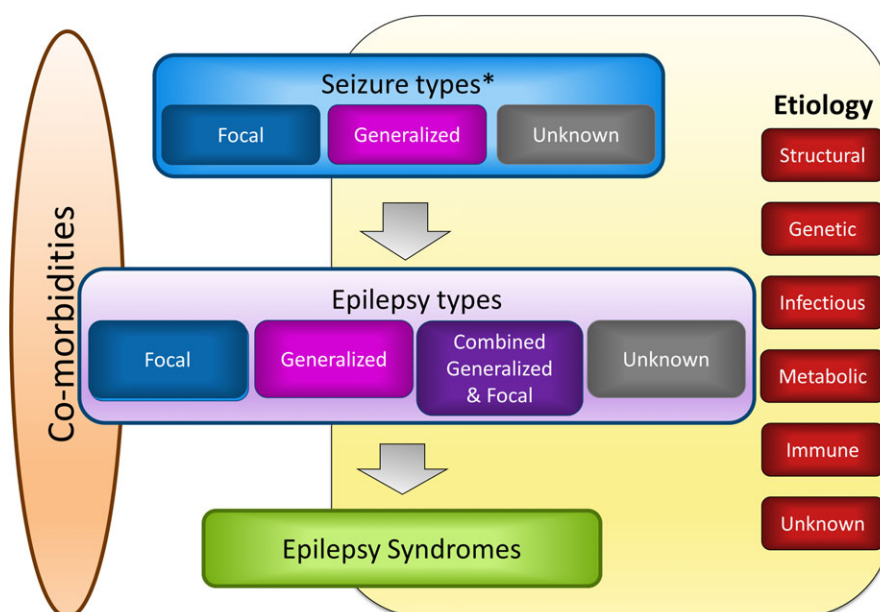 Co-morbidities
Seizure types*
Focal
Generalized
Unknown
Epilepsy types
Focal
Generalized
Combined
Generalized
& Focal
Unknown
Epilepsy Syndromes
Etiology
Structural
Genetic
Infectious
Metabolic
Immune
Unknown